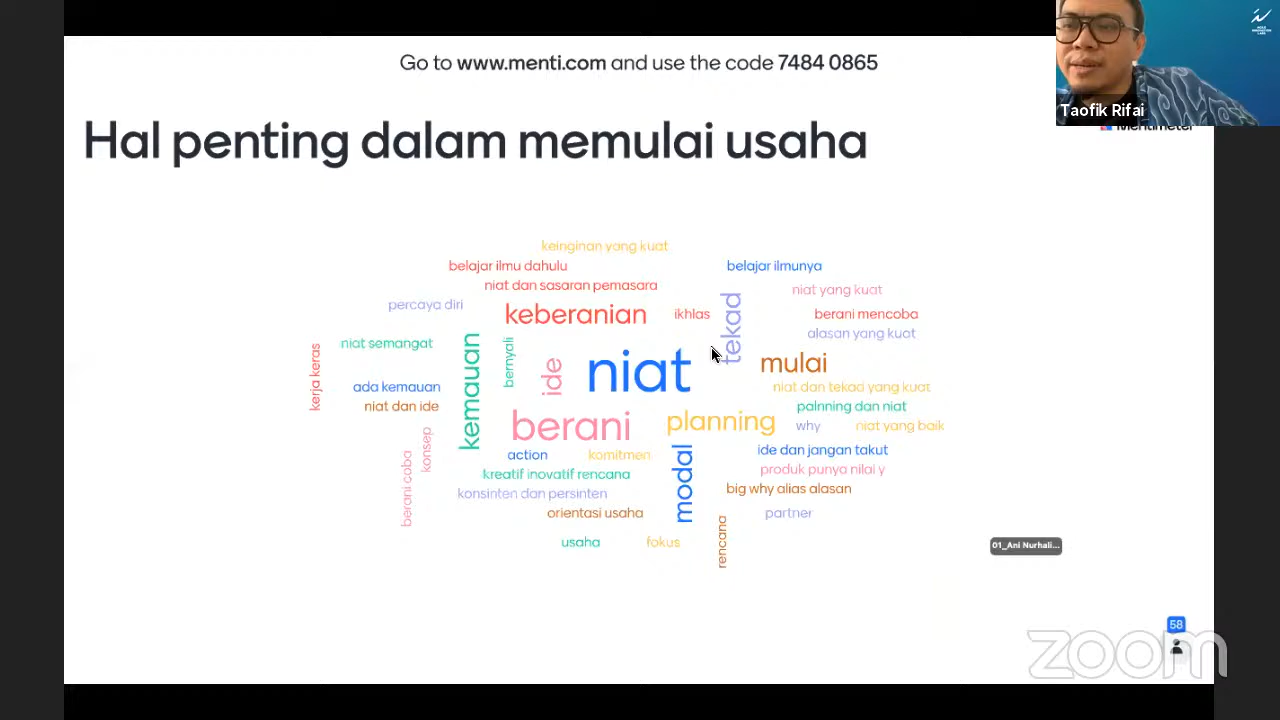 Go to www.menti.com and use the code 7484 0865
Taofik Rifai
Mentimeter
Hal penting dalam memulai usaha
keinginan yang kuat
belajar ilmu dahulu
belajar ilmunya
niat dan sasaran pemasara
niat yang kuat
percaya diri
keberanian
ikhlas
tekad
berani mencoba
alasan yang kuat
niat semangat
kemauan
bernyali
ide
niat
mulai
kerja keras
ada kemauan
niat dan tekad yang kuat
niat dan ide
palnning dan niat
berani
planning
why
niat yang baik
konsep
action
komitmen
modal
ide dan jangan takut
berani coba
kreatif inovatif rencana
produk punya nilai y
konsinten dan persinten
big why alias alasan
orientasi usaha
partner
rencana
usaha
fokus
01_Ani Nurhali...
58
zoom